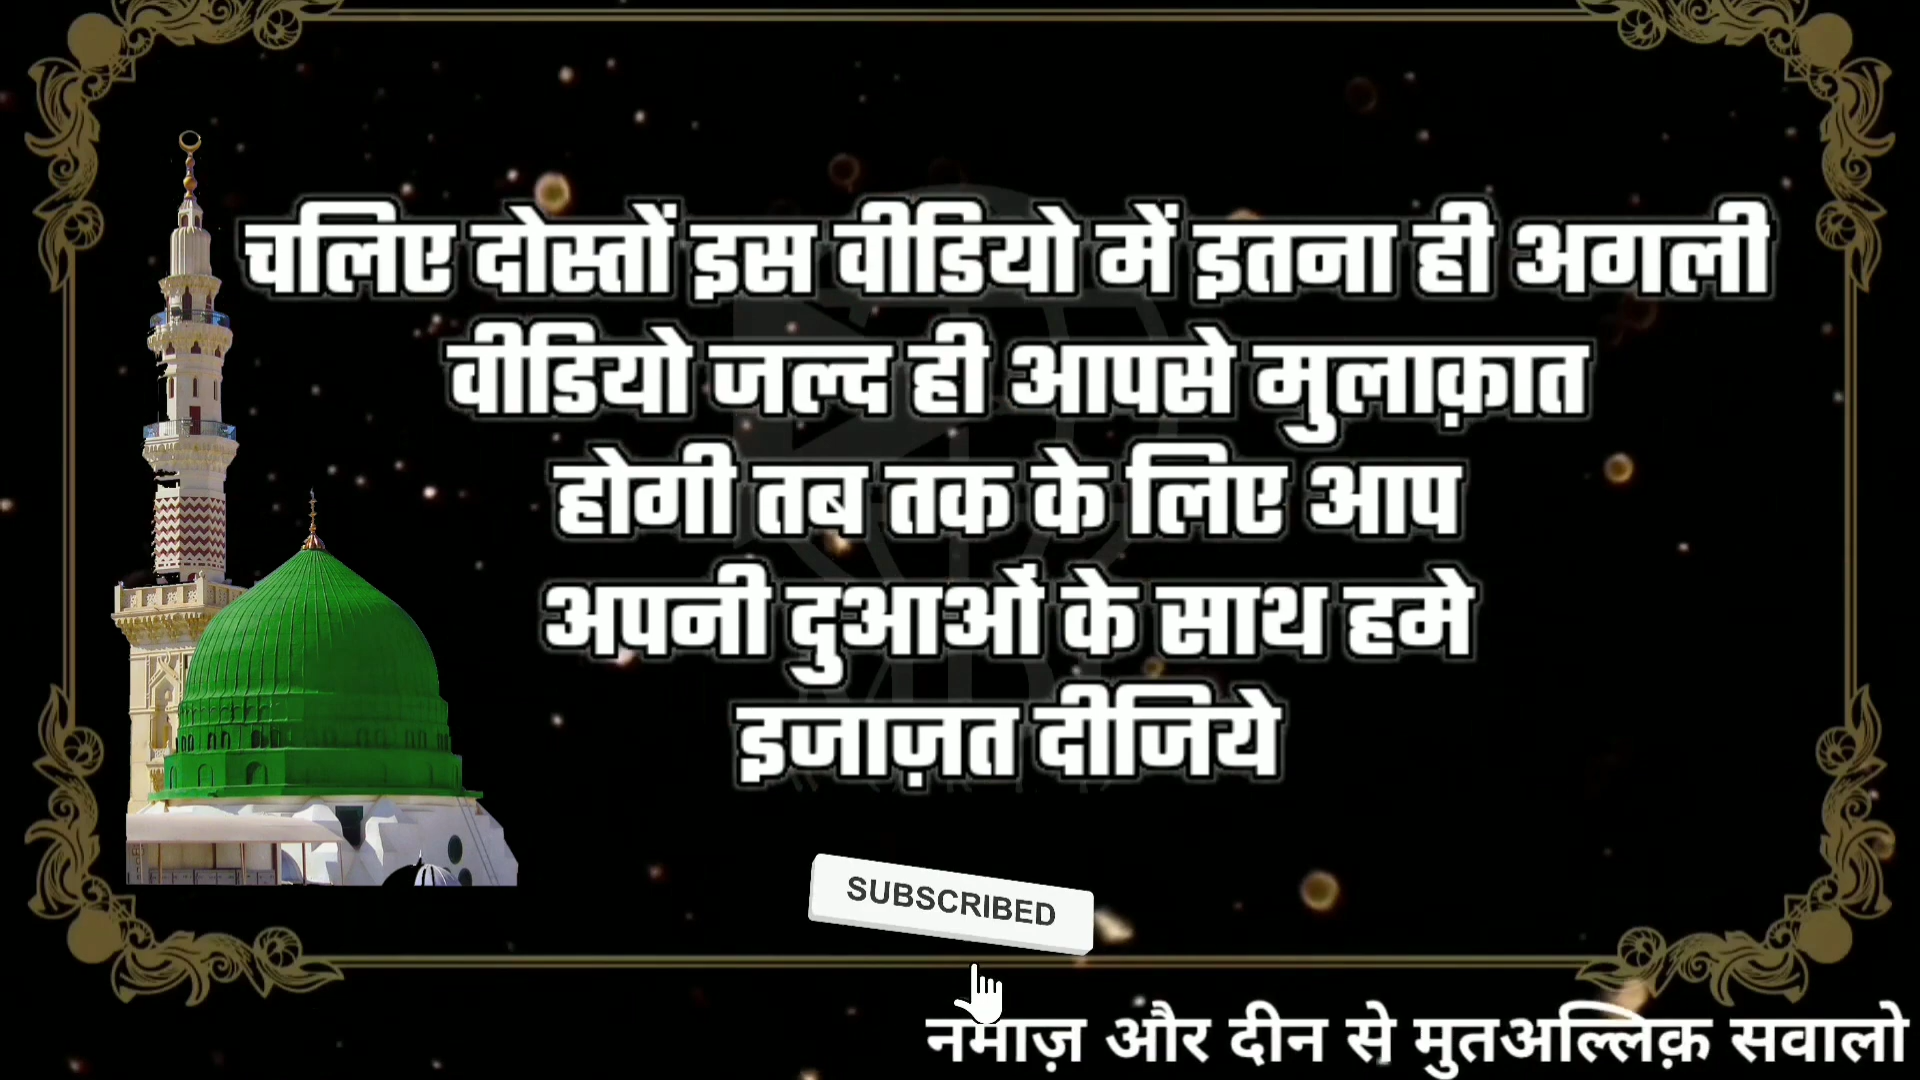 चलिए दोस्तों इस वीडियो में इतना ही अगली
वीडियो जल्द ही आपसे मुलाक़ात
होगी तब तक के लिए आप
अपनी दुआओं के साथ हमे
इजाज़त दीजिये
SUBSCRIBED
नमाज़ और दीन से मुतअल्लिक़ सवालो